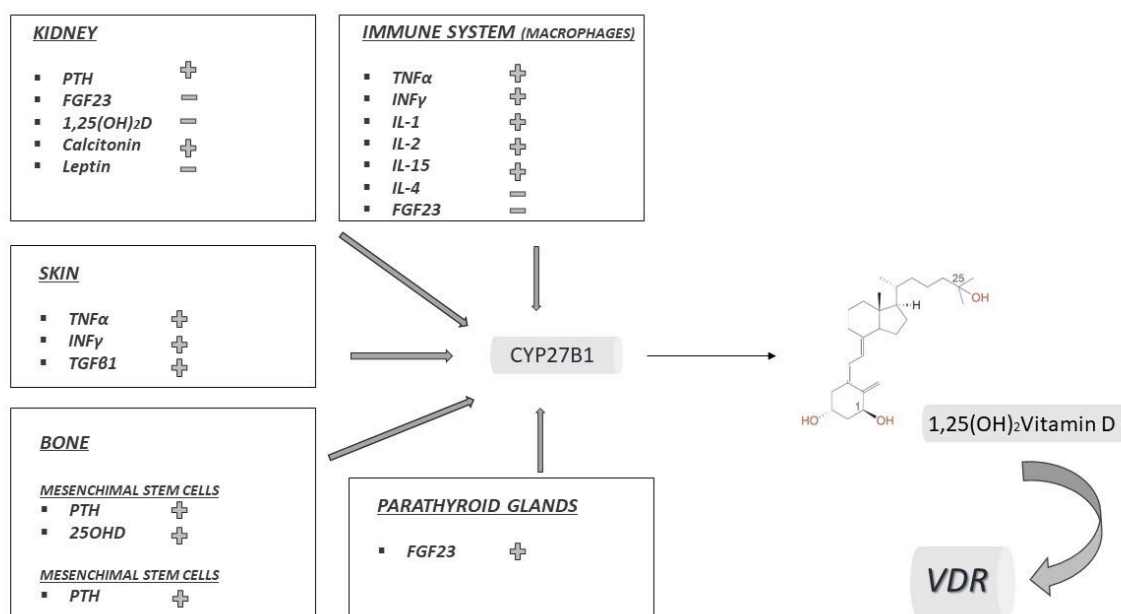 KIDNEY
▪ PTH +
▪ FGF23 −
▪ 1,25(OH)₂D −
▪ Calcitonin +
▪ Leptin −
IMMUNE SYSTEM (MACROPHAGES)
▪ TNFα +
▪ INFγ +
▪ IL-1 +
▪ IL-2 +
▪ IL-15 +
▪ IL-4 −
▪ FGF23 −
SKIN
▪ TNFα +
▪ INFγ +
▪ TGFβ1 +
BONE
MESENCHIMAL STEM CELLS
▪ PTH +
▪ 25OHD +
MESENCHIMAL STEM CELLS
▪ PTH +
PARATHYROID GLANDS
▪ FGF23 +
CYP27B1
25
OH
H
1
HO
OH
1,25(OH)₂Vitamin D
VDR